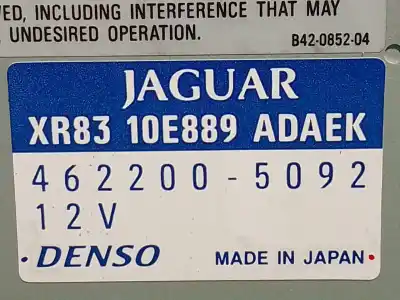 WED, INCLUDING INTERFERENCE THAT MAY
UNDESIRED OPERATION.
B42-0852-04
JAGUAR
XR83 10E889 ADAEK
462200-5092
12V
DENSO MADE IN JAPAN